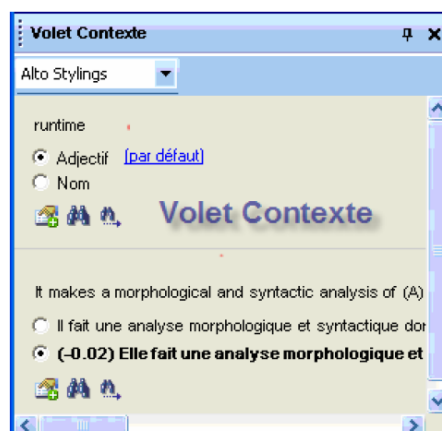 Volet Contexte
Alto Stylings
runtime
Adjectif (par défaut)
Nom
Volet Contexte
It makes a morphological and syntactic analysis of (A)
Il fait une analyse morphologique et syntactique
(-0.02) Elle fait une analyse morphologique et